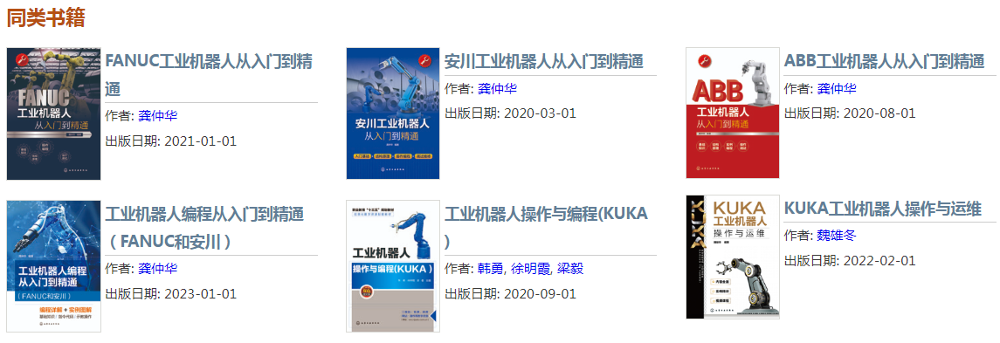 同类书籍
FANUC
工业机器人
从入门到精通
FANUC工业机器人从入门到精
通
作者: 龚仲华
出版日期: 2021-01-01
安川工业机器人
从入门到精通
安川工业机器人从入门到精通
作者: 龚仲华
出版日期: 2020-03-01
ABB
工业机器人
从入门到精通
ABB工业机器人从入门到精通
作者: 龚仲华
出版日期: 2020-08-01
工业机器人编程
从入门到精通
（FANUC和安川）
编程详解+实例图解
工业机器人编程从入门到精通
（FANUC和安川）
作者: 龚仲华
出版日期: 2023-01-01
工业机器人
操作与编程(KUKA )
工业机器人操作与编程(KUKA
)
作者: 韩勇, 徐明霞, 梁毅
出版日期: 2020-09-01
KUKA
KUKA
工业机器人
操作与运维
KUKA工业机器人操作与运维
作者: 魏雄冬
出版日期: 2022-02-01